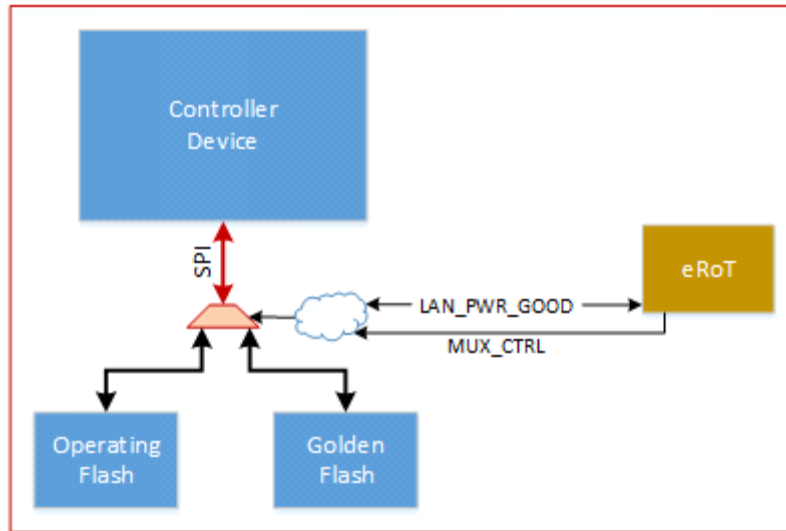 Controller
Device
SPI
eRoT
LAN_PWR_GOOD
MUX_CTRL
Operating
Flash
Golden
Flash